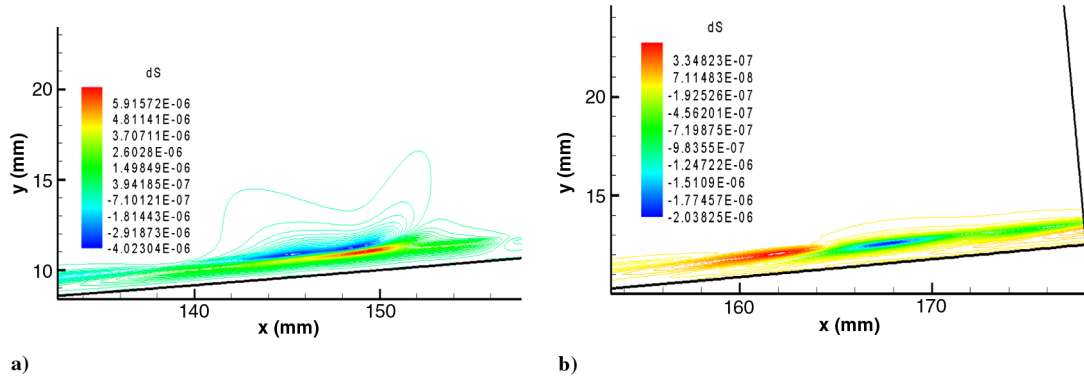 dS
5.91572E-06
4.81141E-06
3.70711E-06
2.6028E-06
1.49849E-06
3.94185E-07
-7.10121E-07
-1.81443E-06
-2.91873E-06
-4.02304E-06
20
15
10
y (mm)
140
150
x (mm)
a)
dS
3.34823E-07
7.11483E-08
-1.92526E-07
-4.56201E-07
-7.19875E-07
-9.8355E-07
-1.24722E-06
-1.5109E-06
-1.77457E-06
-2.03825E-06
20
15
y (mm)
160
170
x (mm)
b)